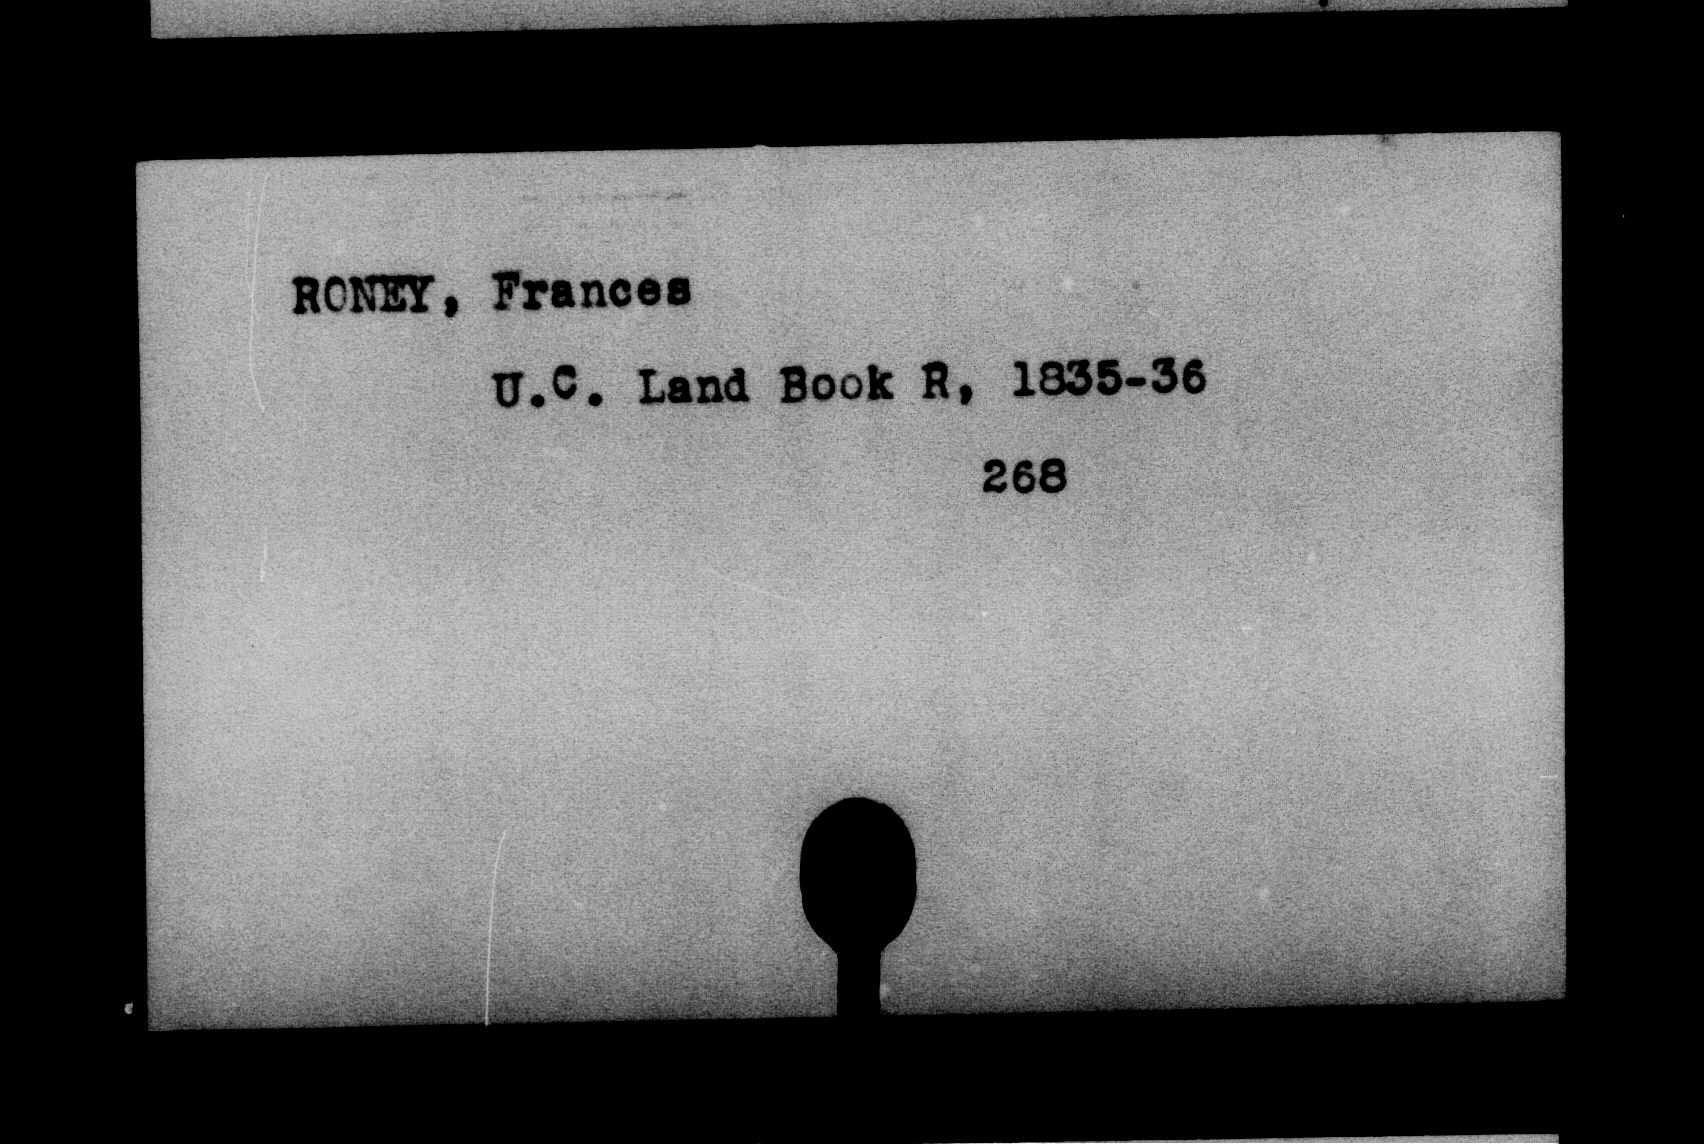 RONEY, Frances
U.C. Land Book R, 1835-36
268